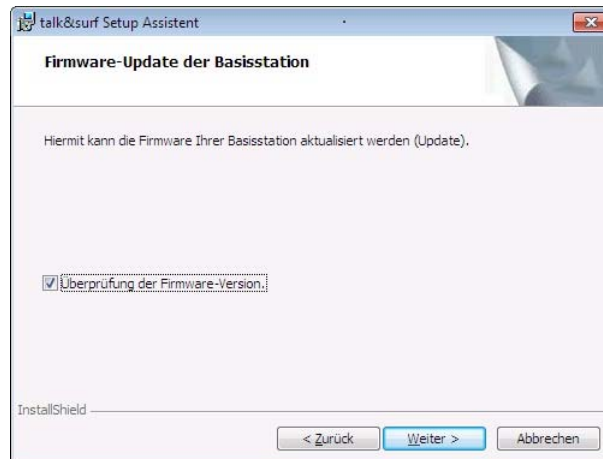 talk&surf Setup Assistent
Firmware-Update der Basisstation
Hiermit kann die Firmware Ihrer Basisstation aktualisiert werden (Update).
Überprüfung der Firmware-Version.
InstallShield
< Zurück Weiter > Abbrechen